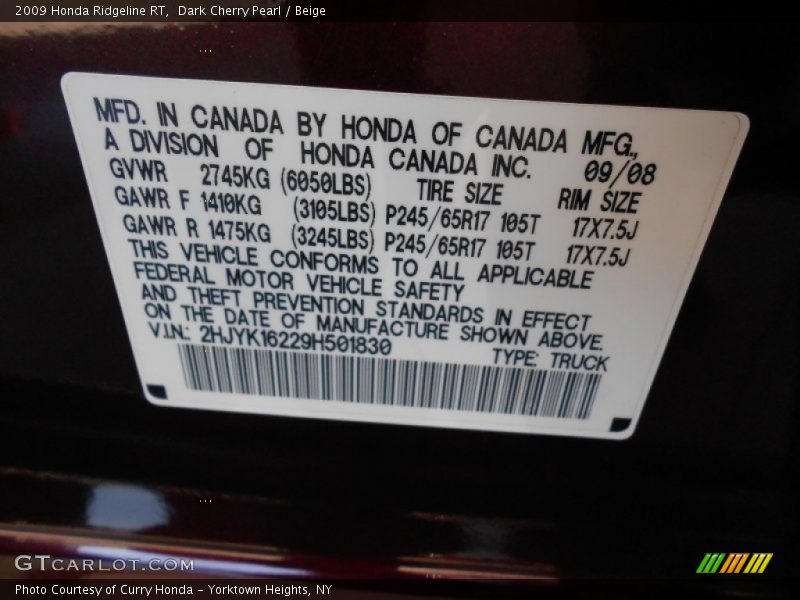 2009 Honda Ridgeline RT, Dark Cherry Pearl / Beige
MFD. IN CANADA BY HONDA OF CANADA MFG.,
A DIVISION OF HONDA CANADA INC. 09/08
GVWR 2745KG (6050LBS) TIRE SIZE RIM SIZE
GAWR F 1410KG (3105LBS) P245/65R17 105T 17X7.5J
GAWR R 1475KG (3245LBS) P245/65R17 105T 17X7.5J
THIS VEHICLE CONFORMS TO ALL APPLICABLE
FEDERAL MOTOR VEHICLE SAFETY
AND THEFT PREVENTION STANDARDS IN EFFECT
ON THE DATE OF MANUFACTURE SHOWN ABOVE.
V.I.N.: 2HJYK16229H501830 TYPE: TRUCK
GTCARLOT.COM
Photo Courtesy of Curry Honda - Yorktown Heights, NY